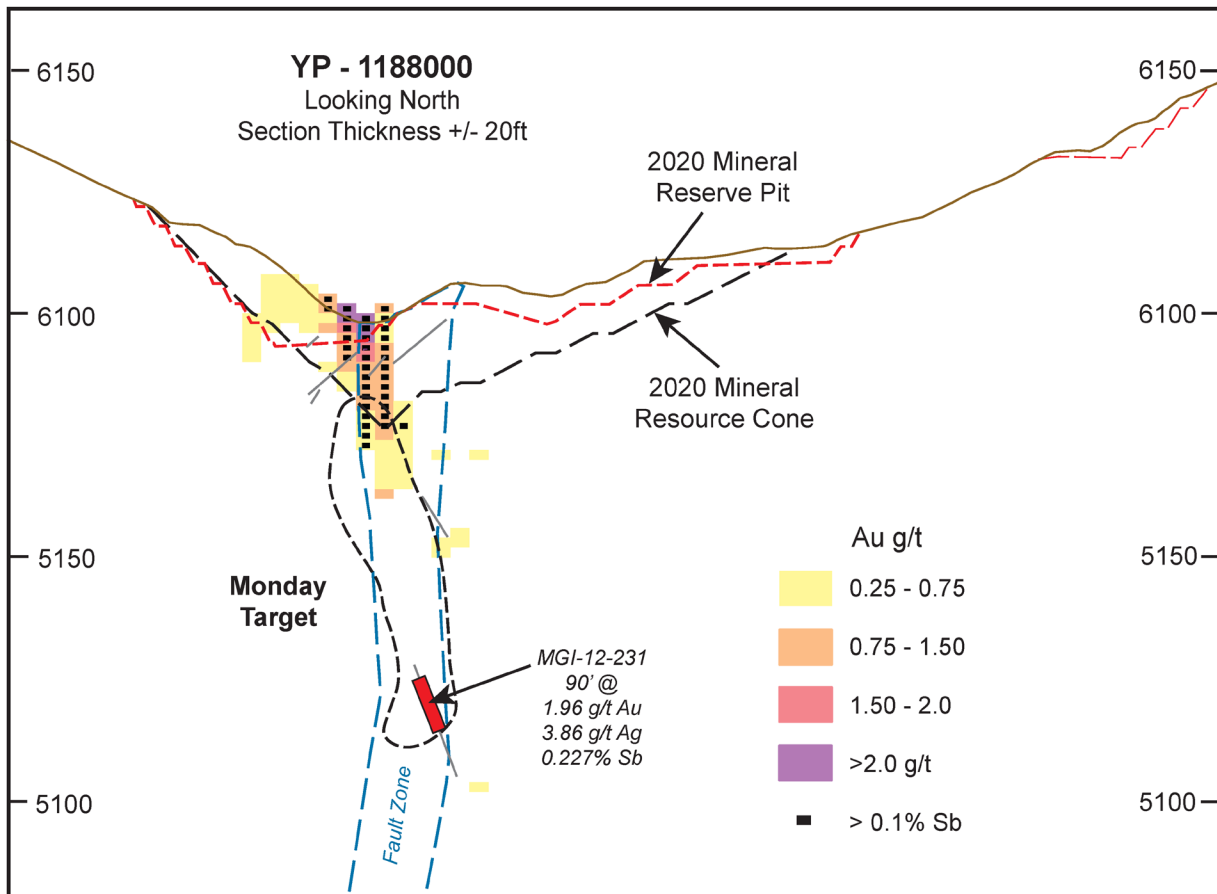 YP - 1188000
Looking North
Section Thickness +/- 20ft
6150
6150
2020 Mineral
Reserve Pit
6100
6100
2020 Mineral
Resource Cone
5150
5150
Monday
Target
MGI-12-231
90’ @
1.96 g/t Au
3.86 g/t Ag
0.227% Sb
Fault Zone
5100
5100
Au g/t
0.25 - 0.75
0.75 - 1.50
1.50 - 2.0
>2.0 g/t
> 0.1% Sb